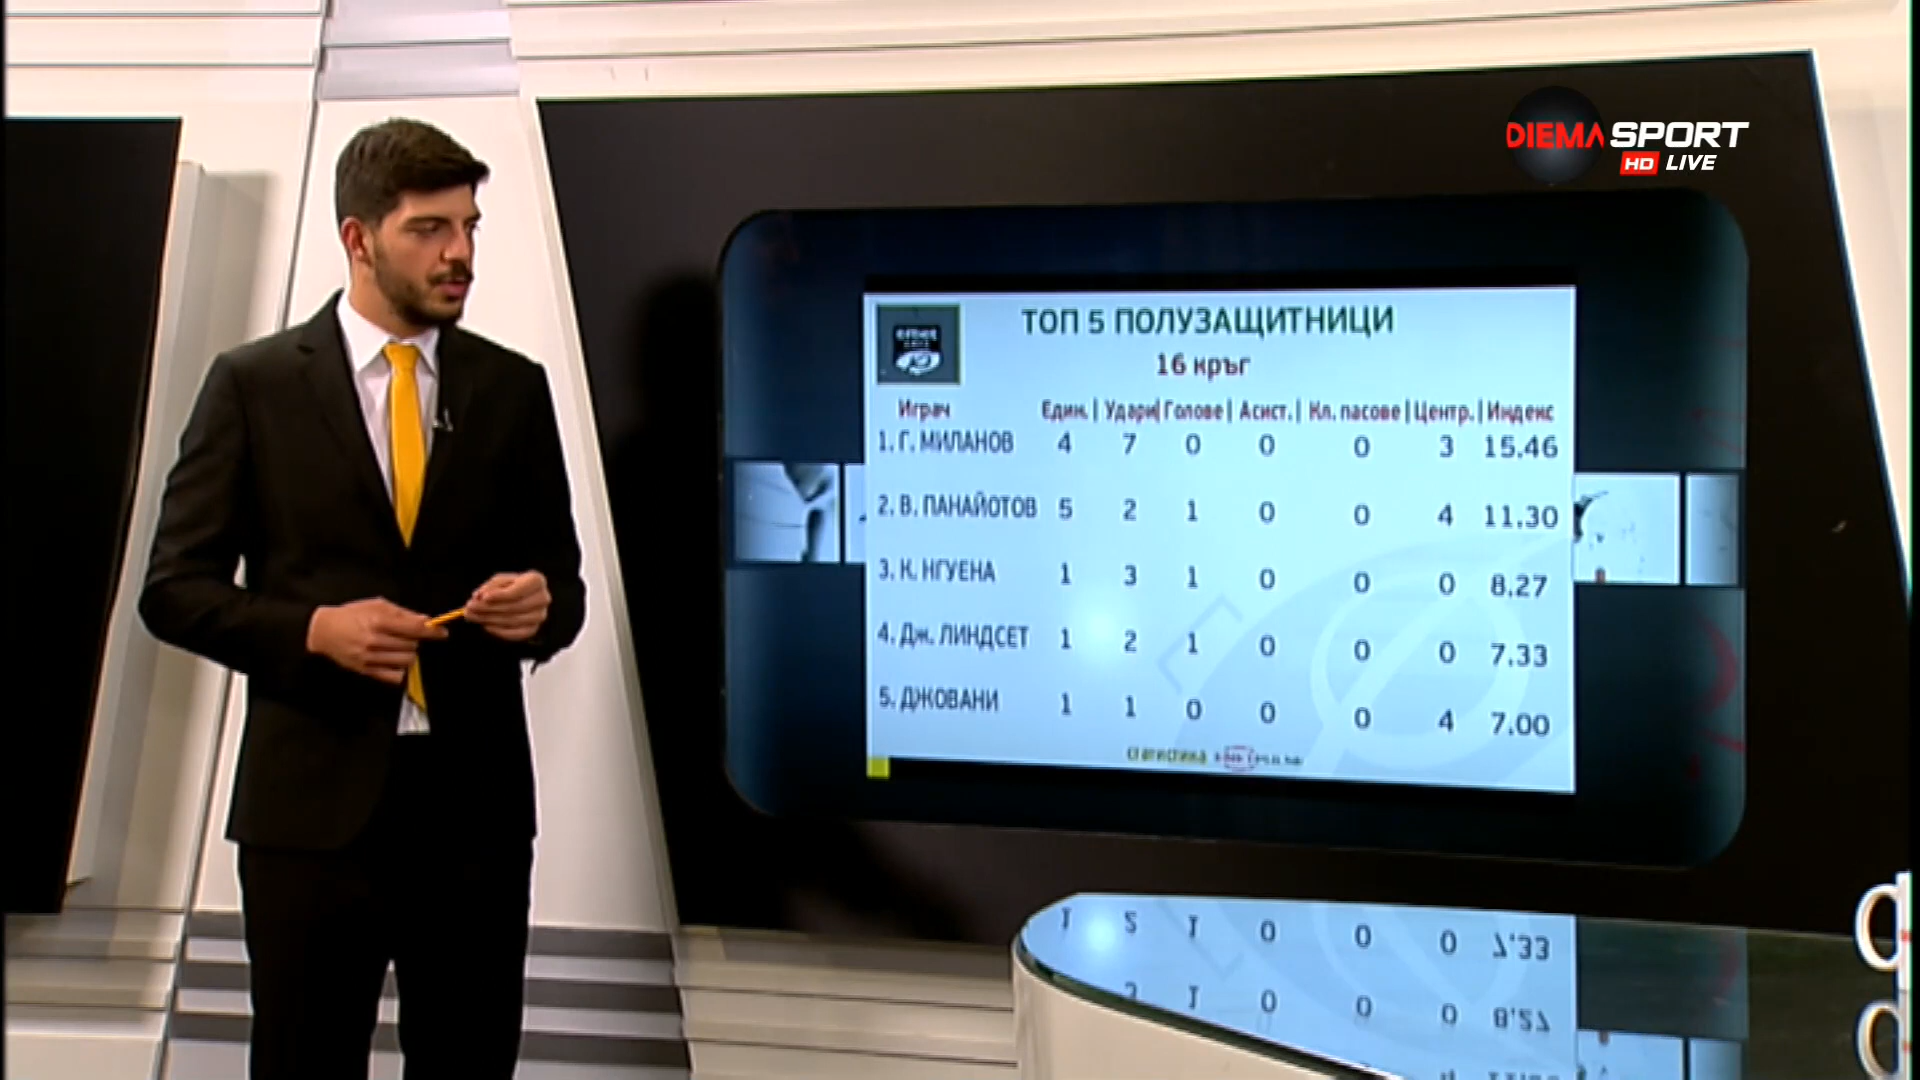 DIEMA SPORT
HD LIVE
ТОП 5 ПОЛУЗАЩИТНИЦИ
16 кръг
Играч Един. | Удари| Голове | Асист. | Кл. пасове | Центр. | Индекс
1. Г. МИЛАНОВ 4 7 0 0 0 3 15.46
2. В. ПАНАЙОТОВ 5 2 1 0 0 4 11.30
3. К. НГУЕНА 1 3 1 0 0 0 8.27
4. Дж. ЛИНДСЕТ 1 2 1 0 0 0 7.33
5. ДЖОВАНИ 1 1 0 0 0 4 7.00
статистика